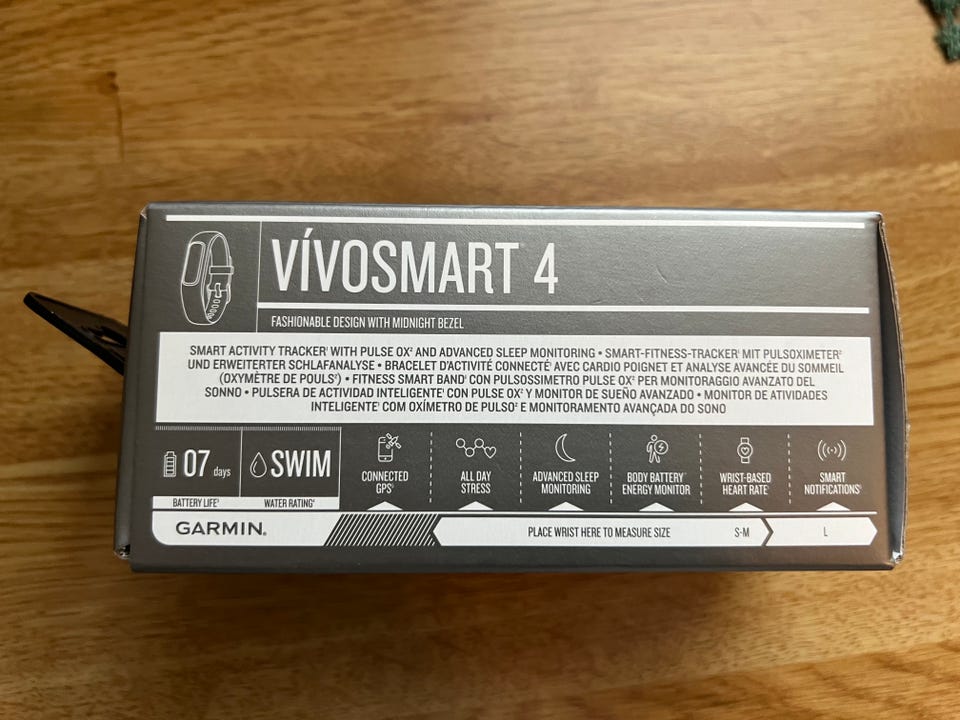 VÍVOSMART® 4
FASHIONABLE DESIGN WITH MIDNIGHT BEZEL
SMART ACTIVITY TRACKER¹ WITH PULSE OX² AND ADVANCED SLEEP MONITORING • SMART-FITNESS-TRACKER¹ MIT PULSOXIMETER²
UND ERWEITERTER SCHLAFANALYSE • BRACELET D'ACTIVITÉ CONNECTÉ¹ AVEC CARDIO POIGNET ET ANALYSE AVANCÉE DU SOMMEIL
(OXYMÈTRE DE POULS²) • FITNESS SMART BAND¹ CON PULSOSSIMETRO PULSE OX² PER MONITORAGGIO AVANZATO DEL
SONNO • PULSERA DE ACTIVIDAD INTELIGENTE¹ CON PULSE OX² Y MONITOR DE SUEÑO AVANZADO • MONITOR DE ATIVIDADES
INTELIGENTE¹ COM OXÍMETRO DE PULSO² E MONITORAMENTO AVANÇADA DO SONO
07 days
BATTERY LIFE³
SWIM
WATER RATING⁴
CONNECTED
GPS⁵
ALL DAY
STRESS
ADVANCED SLEEP
MONITORING
BODY BATTERY™
ENERGY MONITOR
WRIST-BASED
HEART RATE¹
SMART
NOTIFICATIONS⁵
GARMIN®
PLACE WRIST HERE TO MEASURE SIZE
S-M
L